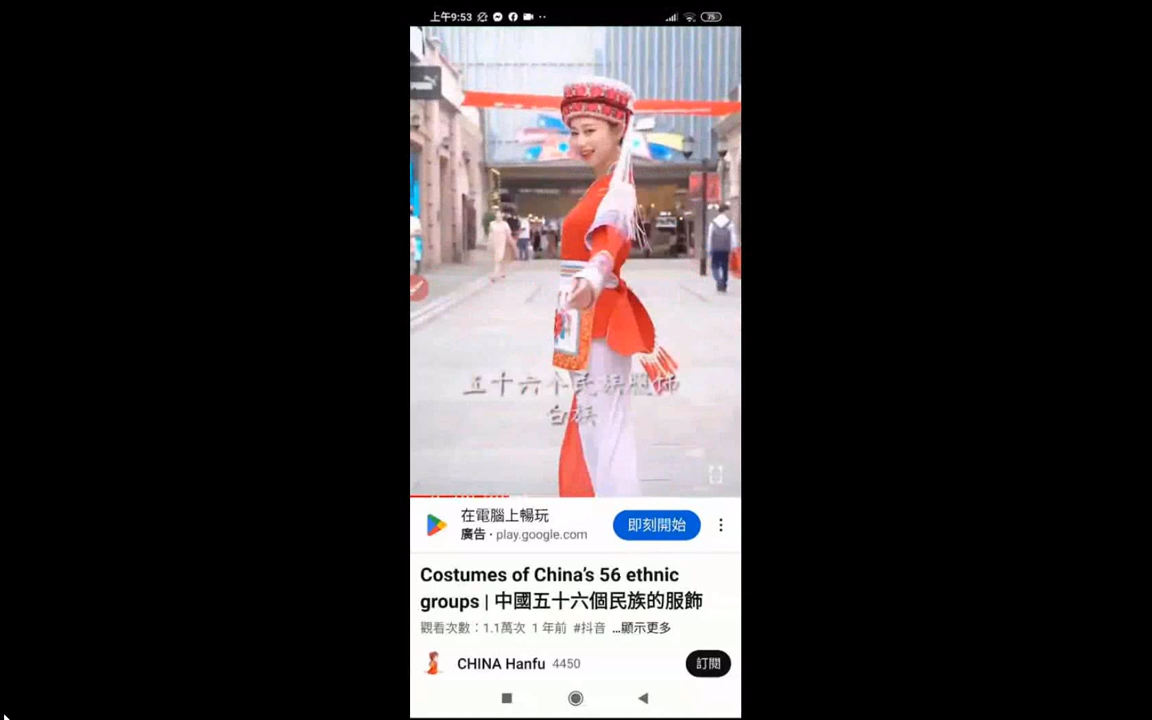 上午9:53
75
PUMA
五十六个民族服饰
白族
在電腦上暢玩
廣告 · play.google.com
即刻開始
Costumes of China's 56 ethnic
groups | 中國五十六個民族的服飾
觀看次數：1.1萬次 1 年前 #抖音 ...顯示更多
CHINA Hanfu 4450
訂閱